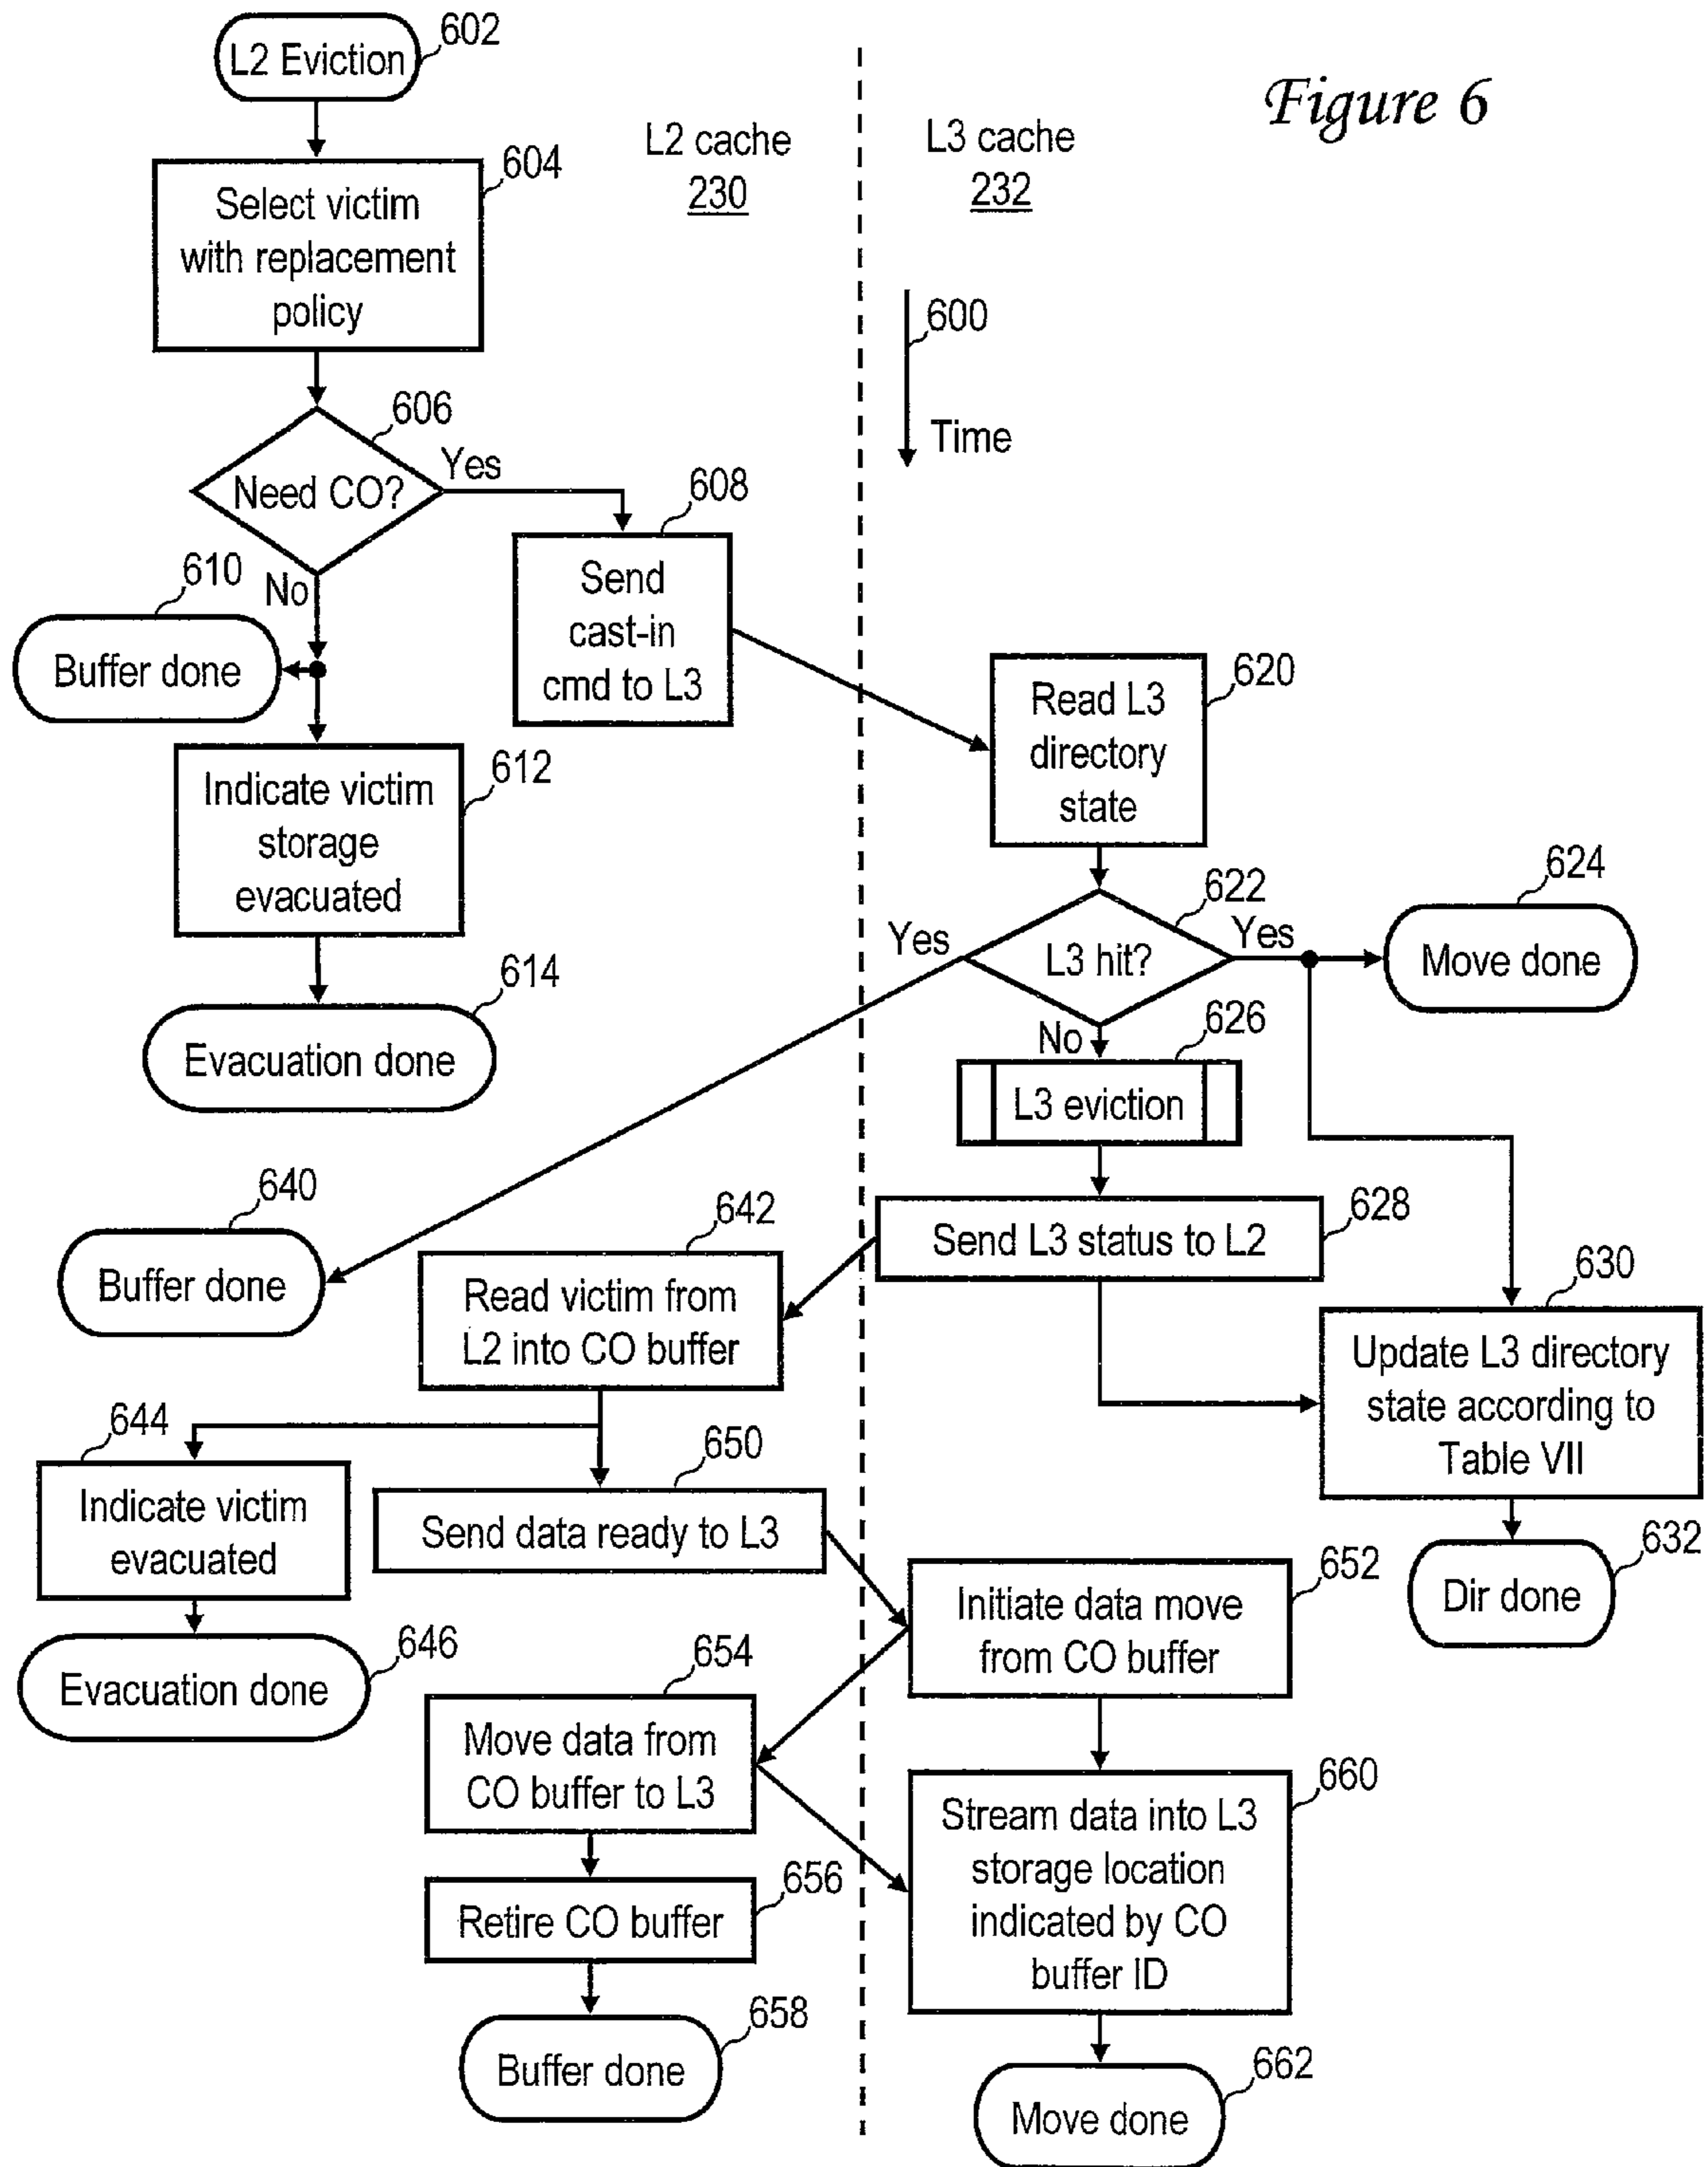 Figure 6
L2 cache
230
L3 cache
232
600
Time
602
L2 Eviction
604
Select victim
with replacement
policy
606
Need CO?
Yes
No
608
Send
cast-in
cmd to L3
610
Buffer done
612
Indicate victim
storage
evacuated
614
Evacuation done
620
Read L3
directory
state
622
L3 hit?
Yes
Yes
No
624
Move done
626
L3 eviction
628
Send L3 status to L2
630
Update L3 directory
state according to
Table VII
632
Dir done
640
Buffer done
642
Read victim from
L2 into CO buffer
644
Indicate victim
evacuated
646
Evacuation done
650
Send data ready to L3
652
Initiate data move
from CO buffer
654
Move data from
CO buffer to L3
656
Retire CO buffer
658
Buffer done
660
Stream data into L3
storage location
indicated by CO
buffer ID
662
Move done